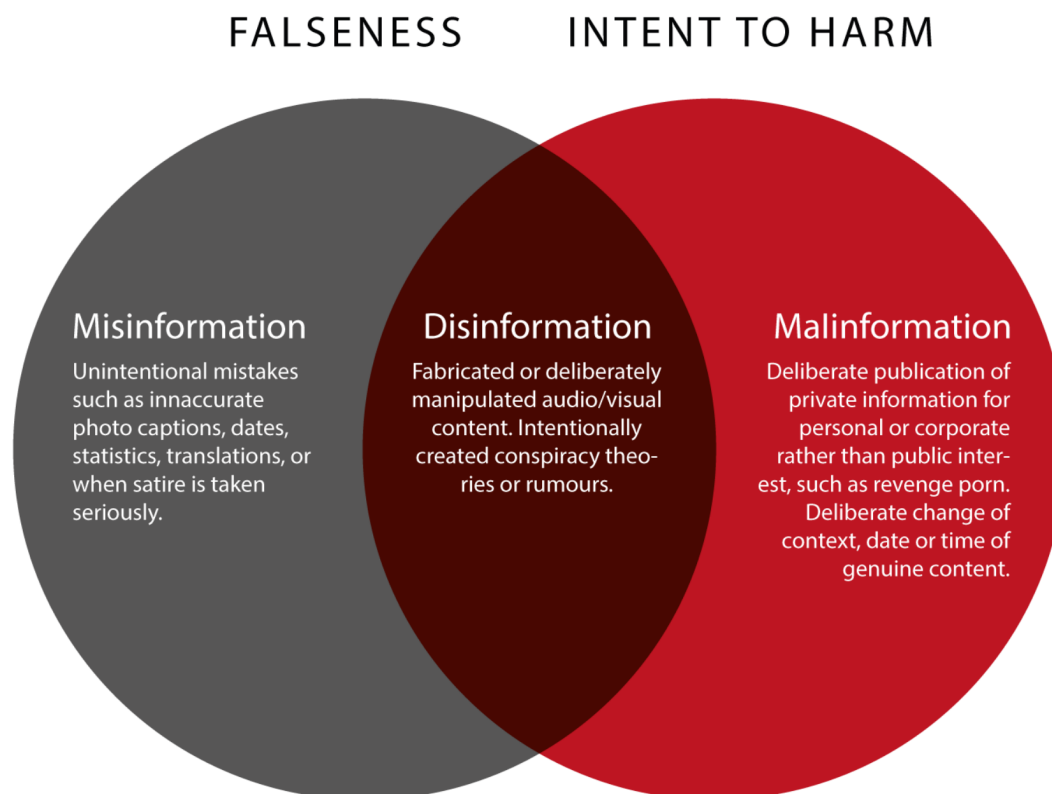 FALSENESS
INTENT TO HARM
Misinformation
Unintentional mistakes
such as innaccurate
photo captions, dates,
statistics, translations, or
when satire is taken
seriously.
Disinformation
Fabricated or deliberately
manipulated audio/visual
content. Intentionally
created conspiracy theo-
ries or rumours.
Malinformation
Deliberate publication of
private information for
personal or corporate
rather than public inter-
est, such as revenge porn.
Deliberate change of
context, date or time of
genuine content.